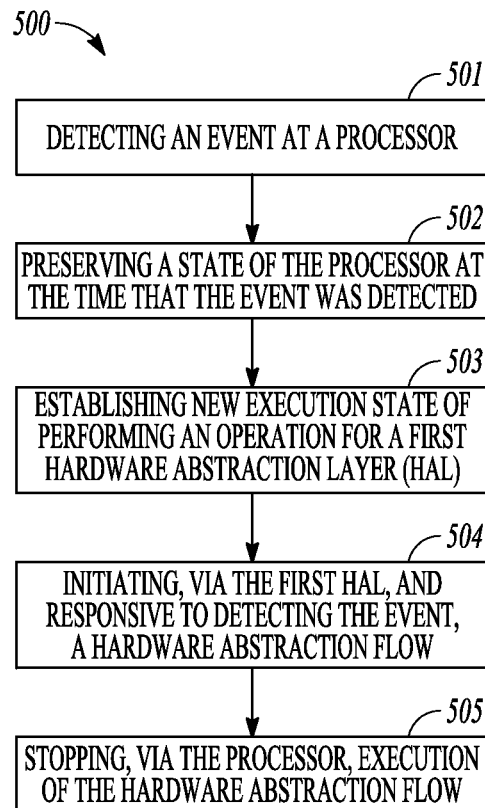 500
501
DETECTING AN EVENT AT A PROCESSOR
502
PRESERVING A STATE OF THE PROCESSOR AT
THE TIME THAT THE EVENT WAS DETECTED
503
ESTABLISHING NEW EXECUTION STATE OF
PERFORMING AN OPERATION FOR A FIRST
HARDWARE ABSTRACTION LAYER (HAL)
504
INITIATING, VIA THE FIRST HAL, AND
RESPONSIVE TO DETECTING THE EVENT,
A HARDWARE ABSTRACTION FLOW
505
STOPPING, VIA THE PROCESSOR, EXECUTION
OF THE HARDWARE ABSTRACTION FLOW